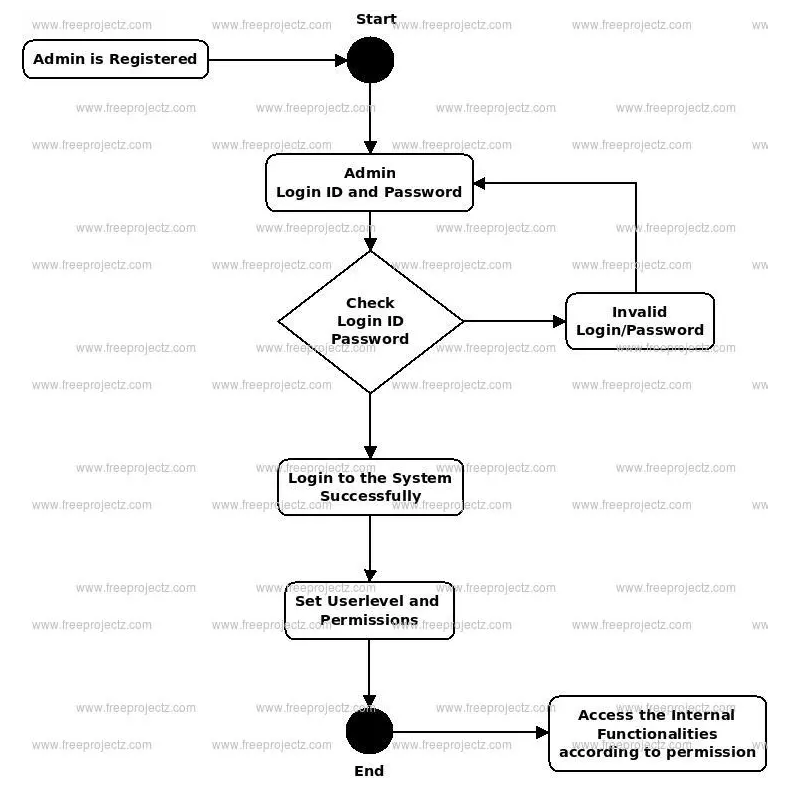 Start
Admin is Registered
Admin
Login ID and Password
Check
Login ID
Password
Invalid
Login/Password
Login to the System
Successfully
Set Userlevel and
Permissions
End
Access the Internal
Functionalities
according to permission
www.freeprojectz.com